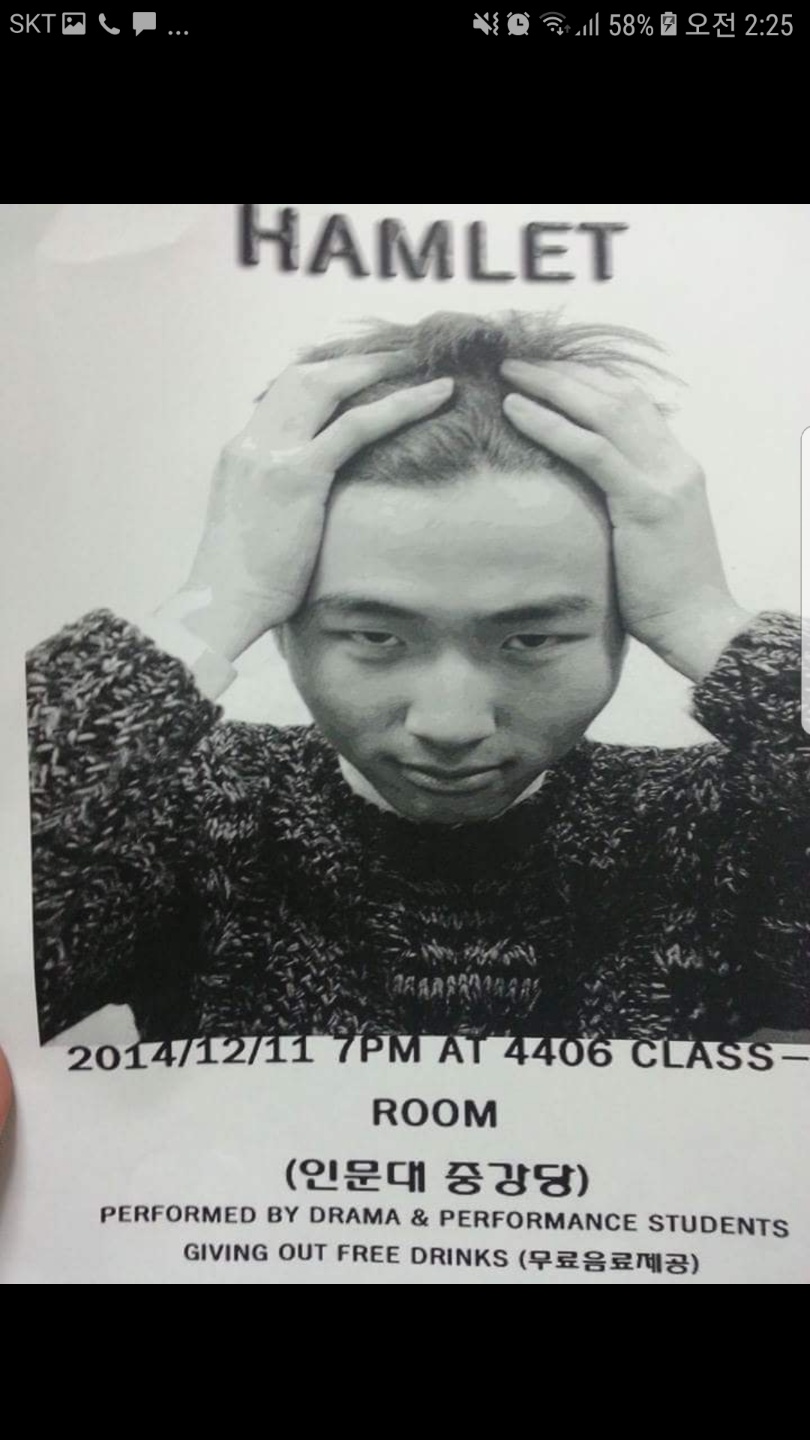 SKT ... 58% 오전 2:25
HAMLET
2014/12/11 7PM AT 4406 CLASS-
ROOM
(인문대 중강당)
PERFORMED BY DRAMA & PERFORMANCE STUDENTS
GIVING OUT FREE DRINKS (무료음료제공)